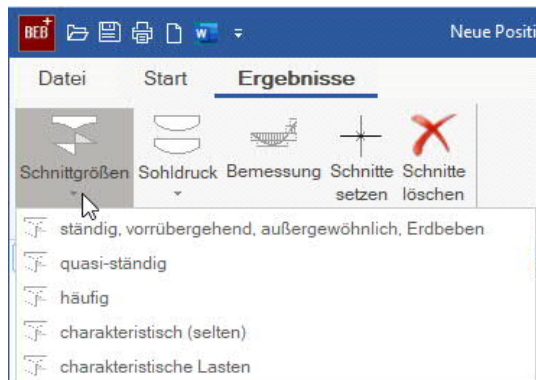 BEB+
Neue Positi
Datei Start Ergebnisse
Schnittgrößen Sohldruck Bemessung Schnitte Schnitte
setzen löschen
ständig, vorrübergehend, außergewöhnlich, Erdbeben
quasi-ständig
häufig
charakteristisch (selten)
charakteristische Lasten